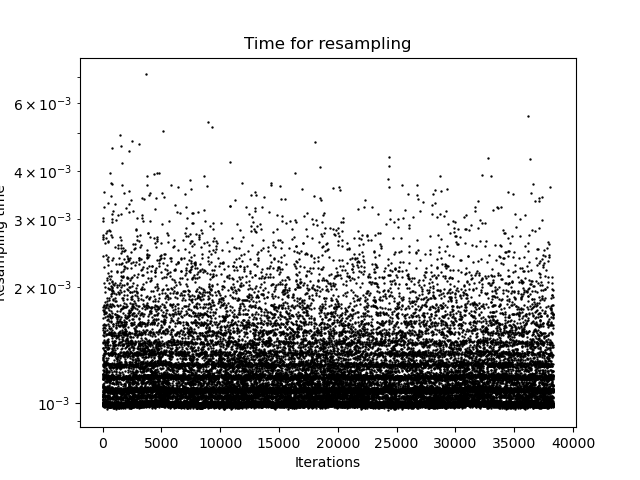 Time for resampling
6 × 10⁻³
4 × 10⁻³
3 × 10⁻³
2 × 10⁻³
10⁻³
Resampling time
0 5000 10000 15000 20000 25000 30000 35000 40000
Iterations